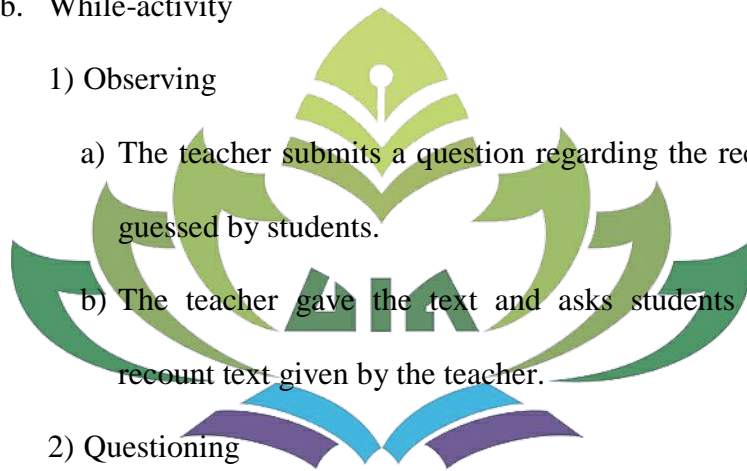 b. While-activity
1) Observing
a) The teacher submits a question regarding the
guessed by students.
b) The teacher gave the text and asks students
recount text given by the teacher.
2) Questioning